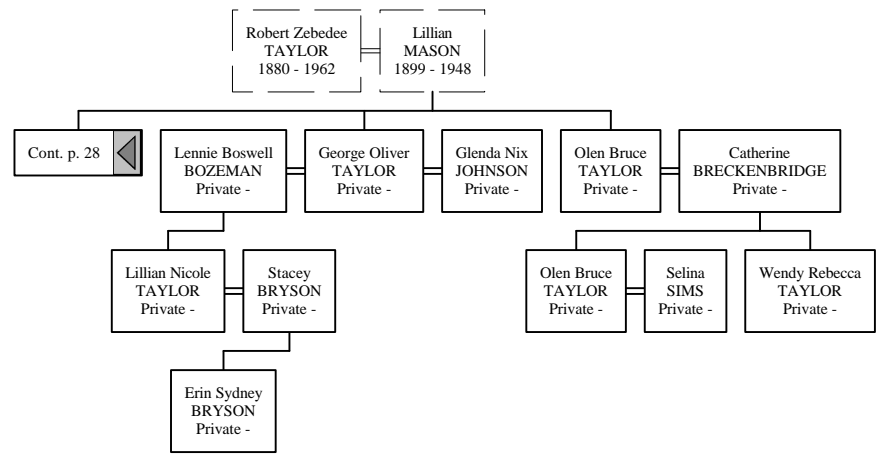 Robert Zebedee
TAYLOR
1880 - 1962
Lillian
MASON
1899 - 1948
Cont. p. 28
Lennie Boswell
BOZEMAN
Private -
George Oliver
TAYLOR
Private -
Glenda Nix
JOHNSON
Private -
Olen Bruce
TAYLOR
Private -
Catherine
BRECKENBRIDGE
Private -
Lillian Nicole
TAYLOR
Private -
Stacey
BRYSON
Private -
Olen Bruce
TAYLOR
Private -
Selina
SIMS
Private -
Wendy Rebecca
TAYLOR
Private -
Erin Sydney
BRYSON
Private -